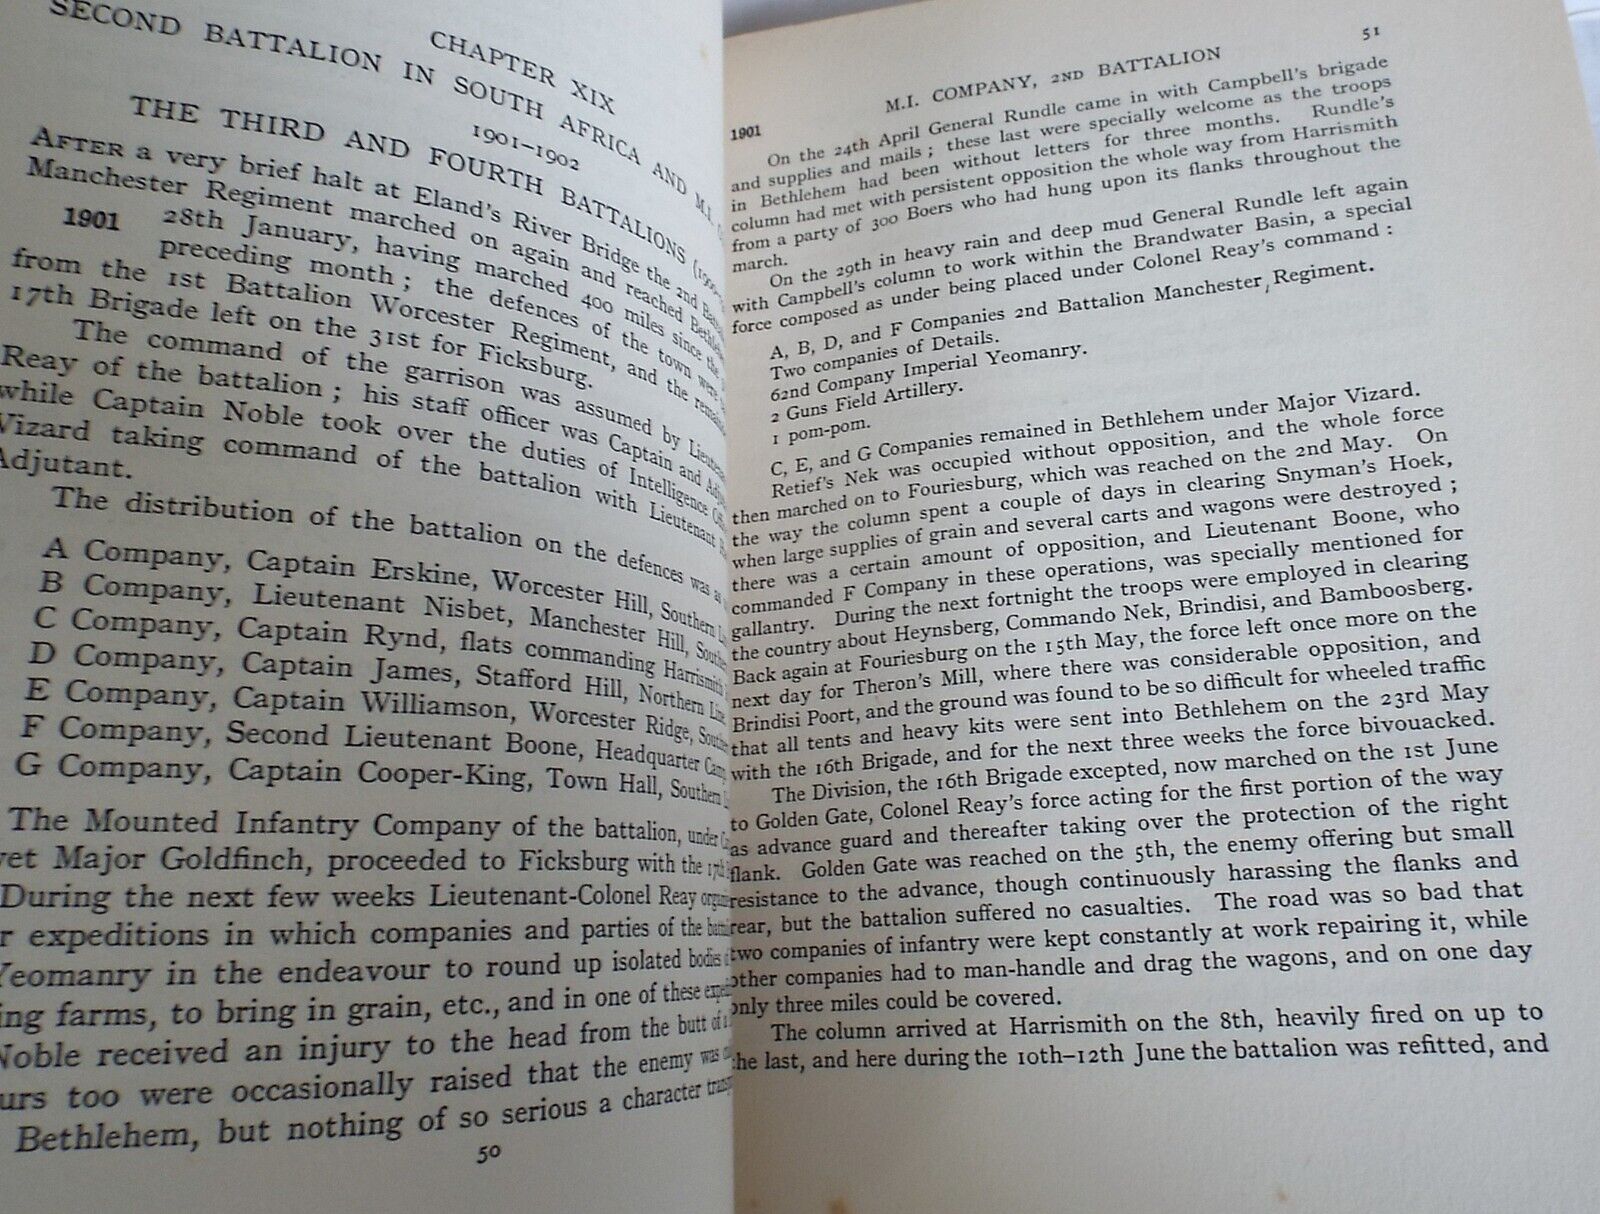 CHAPTER XIX
SECOND BATTALION IN SOUTH AFRICA AND M.I.
1901–1902
THE THIRD AND FOURTH BATTALIONS
AFTER a very brief halt at Eland's River Bridge the 2nd
Manchester Regiment marched on again and reached
1901 28th January, having marched 400 miles since the
preceding month; the defences of the town were
from the 1st Battalion Worcester Regiment, and the
17th Brigade left on the 31st for Ficksburg.
The command of the garrison was assumed by
Reay of the battalion; his staff officer was Captain and
while Captain Noble took over the duties of Intelligence
Vizard taking command of the battalion with Lieutenant
Adjutant.
The distribution of the battalion on the defences was as
A Company, Captain Erskine, Worcester Hill, Southern
B Company, Lieutenant Nisbet, Manchester Hill,
C Company, Captain Rynd, flats commanding Harrismith
D Company, Captain James, Stafford Hill, Northern Line
E Company, Captain Williamson, Worcester Ridge,
F Company, Second Lieutenant Boone, Headquarter Camp
G Company, Captain Cooper-King, Town Hall, Southern
The Mounted Infantry Company of the battalion, under
Major Goldfinch, proceeded to Ficksburg with the 17th
During the next few weeks Lieutenant-Colonel Reay
expeditions in which companies and parties of the
Yeomanry in the endeavour to round up isolated bodies
farms, to bring in grain, etc., and in one of these
Noble received an injury to the head from the butt of a
too were occasionally raised that the enemy was
Bethlehem, but nothing of so serious a character
50
M.I. COMPANY, 2ND BATTALION 51
1901
On the 24th April General Rundle came in with Campbell's brigade
and supplies and mails; these last were specially welcome as the troops
in Bethlehem had been without letters for three months. Rundle's
column had met with persistent opposition the whole way from Harrismith
from a party of 300 Boers who had hung upon its flanks throughout the
march.
On the 29th in heavy rain and deep mud General Rundle left again
with Campbell's column to work within the Brandwater Basin, a special
force composed as under being placed under Colonel Reay's command:
A, B, D, and F Companies 2nd Battalion Manchester Regiment.
Two companies of Details.
62nd Company Imperial Yeomanry.
2 Guns Field Artillery.
1 pom-pom.
C, E, and G Companies remained in Bethlehem under Major Vizard.
Retief's Nek was occupied without opposition, and the whole force
then marched on to Fouriesburg, which was reached on the 2nd May. On
the way the column spent a couple of days in clearing Snyman's Hoek,
when large supplies of grain and several carts and wagons were destroyed;
there was a certain amount of opposition, and Lieutenant Boone, who
commanded F Company in these operations, was specially mentioned for
gallantry. During the next fortnight the troops were employed in clearing
the country about Heynsberg, Commando Nek, Brindisi, and Bamboosberg.
Back again at Fouriesburg on the 15th May, the force left once more on the
next day for Theron's Mill, where there was considerable opposition, and
Brindisi Poort, and the ground was found to be so difficult for wheeled traffic
that all tents and heavy kits were sent into Bethlehem on the 23rd May
with the 16th Brigade, and for the next three weeks the force bivouacked.
The Division, the 16th Brigade excepted, now marched on the 1st June
to Golden Gate, Colonel Reay's force acting for the first portion of the way
as advance guard and thereafter taking over the protection of the right
flank. Golden Gate was reached on the 5th, the enemy offering but small
resistance to the advance, though continuously harassing the flanks and
rear, but the battalion suffered no casualties. The road was so bad that
two companies of infantry were kept constantly at work repairing it, while
other companies had to man-handle and drag the wagons, and on one day
only three miles could be covered.
The column arrived at Harrismith on the 8th, heavily fired on up to
the last, and here during the 10th–12th June the battalion was refitted, and